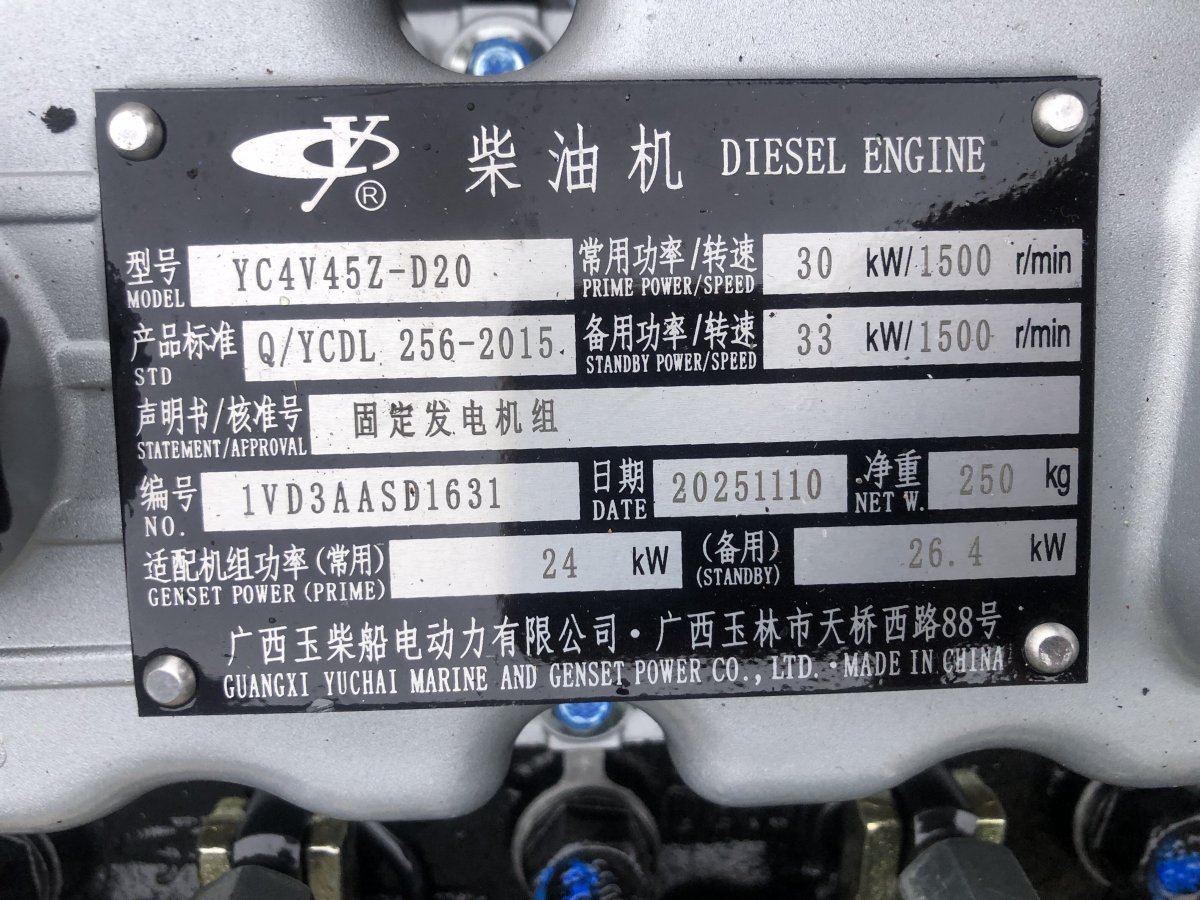 YC ® 柴油机 DIESEL ENGINE
型号 MODEL YC4V45Z-D20 常用功率/转速 PRIME POWER/SPEED 30 kW/1500 r/min
产品标准 STD Q/YCDL 256-2015 备用功率/转速 STANDBY POWER/SPEED 33 kW/1500 r/min
声明书/核准号 STATEMENT/APPROVAL 固定发电机组
编号 NO. 1VD3AASD1631 日期 DATE 20251110 净重 NET W. 250 kg
适配机组功率(常用) GENSET POWER (PRIME) 24 kW (备用) (STANDBY) 26.4 kW
广西玉柴船电动力有限公司·广西玉林市天桥西路88号
GUANGXI YUCHAI MARINE AND GENSET POWER CO., LTD.·MADE IN CHINA